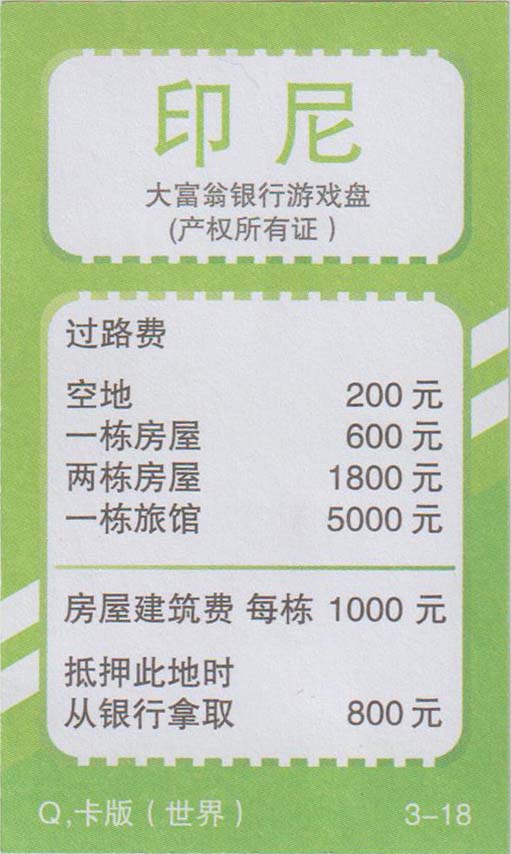 印尼
大富翁银行游戏盘
(产权所有证)
过路费
空地 200 元
一栋房屋 600 元
两栋房屋 1800 元
一栋旅馆 5000 元
房屋建筑费 每栋 1000 元
抵押此地时
从银行拿取 800 元
Q,卡版(世界) 3-18